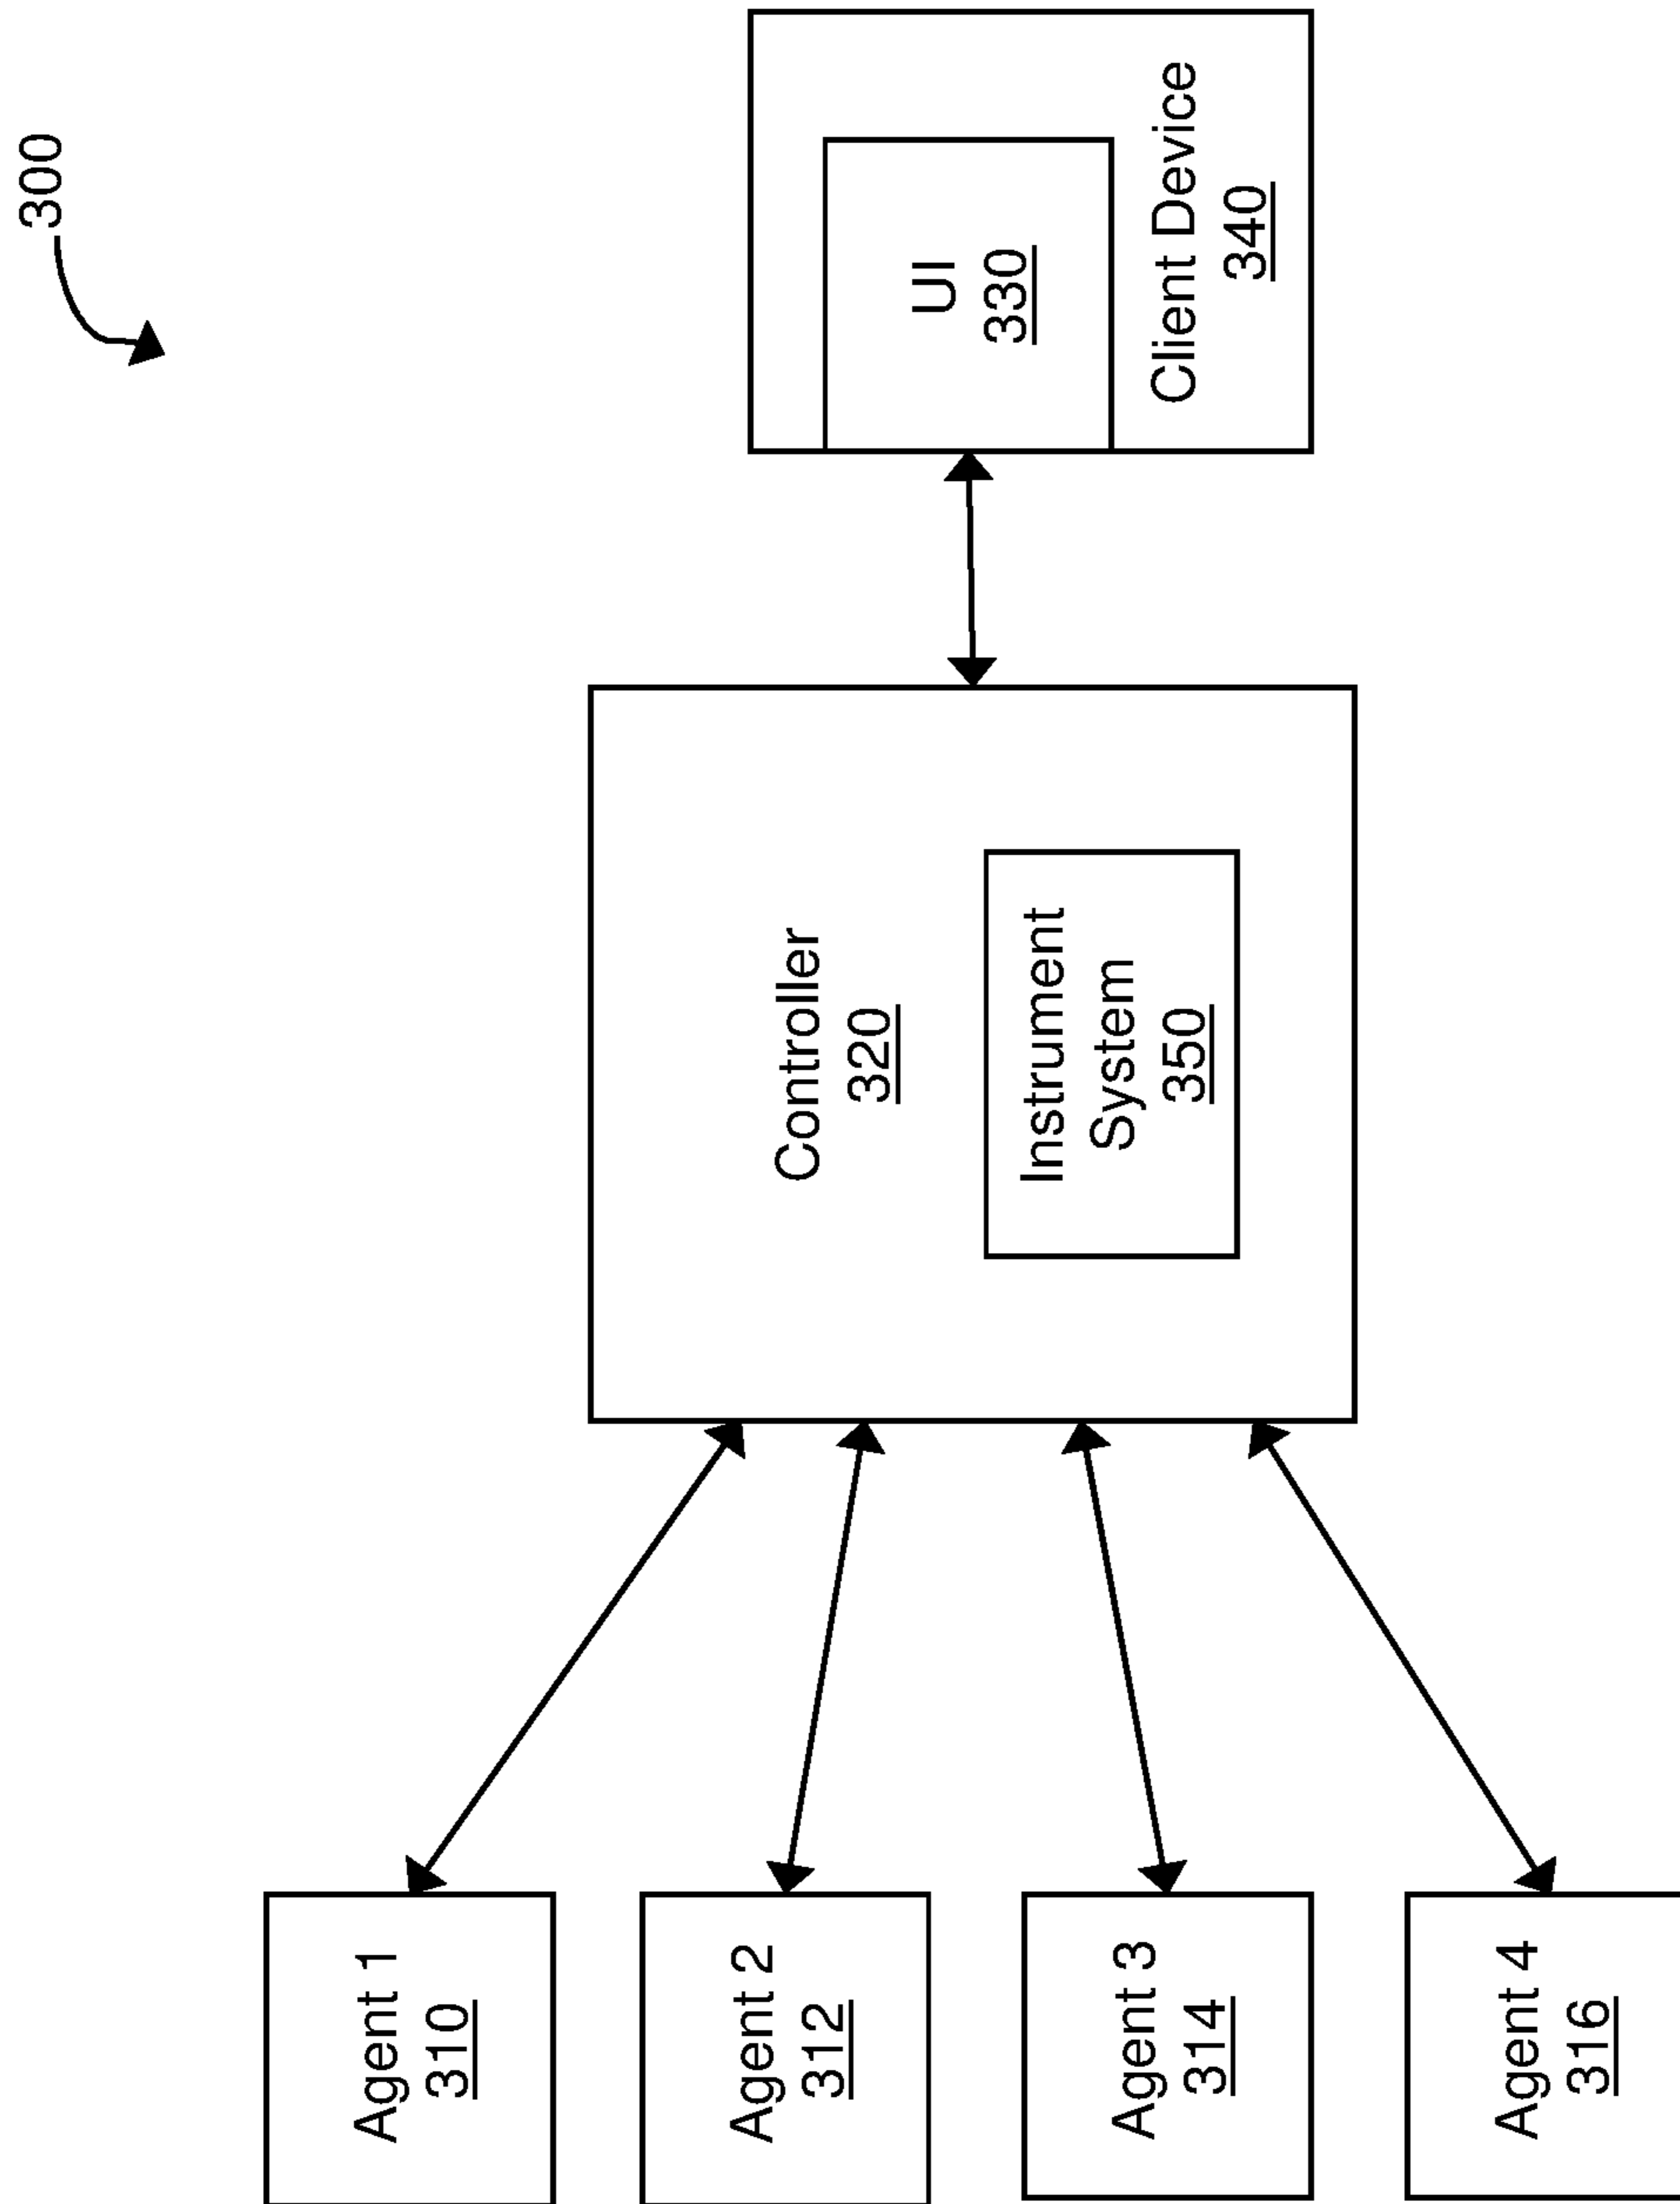 300
Agent 1
310
Agent 2
312
Agent 3
314
Agent 4
316
Controller
320
Instrument
System
350
UI
330
Client Device
340